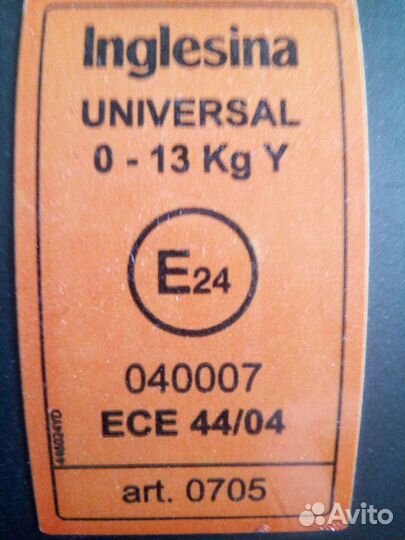 Inglesina
UNIVERSAL
0 - 13 Kg Y
E24
040007
ECE 44/04
art. 0705
Avito